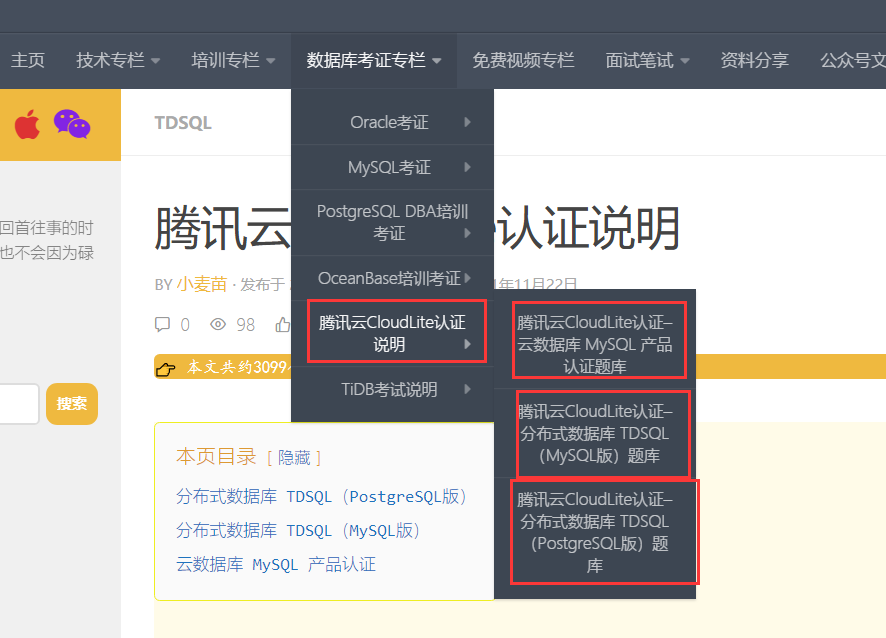 主页 技术专栏 培训专栏 数据库考证专栏 免费视频专栏 面试笔试 资料分享 公众号文
TDSQL
Oracle考证
MySQL考证
PostgreSQL DBA培训
考证
OceanBase培训考证
腾讯云CloudLite认证
说明
TiDB考试说明
腾讯云CloudLite认证–
云数据库 MySQL 产品
认证题库
腾讯云CloudLite认证–
分布式数据库 TDSQL
（MySQL版）题库
腾讯云CloudLite认证–
分布式数据库 TDSQL
（PostgreSQL版）题
库
回首往事的时
也不会因为碌
搜索
腾讯云 e认证说明
BY 小麦苗 · 发布于 1年11月22日
0 98
本文共约3099
本页目录 [ 隐藏 ]
分布式数据库 TDSQL（PostgreSQL版）
分布式数据库 TDSQL（MySQL版）
云数据库 MySQL 产品认证